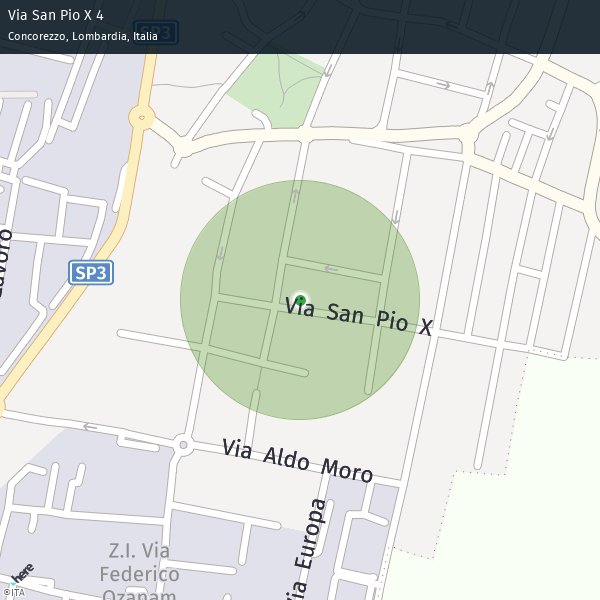 Via San Pio X 4
Concorezzo, Lombardia, Italia
SP3
Lavoro
SP3
Via San Pio X
Via Aldo Moro
Via Europa
Z.I. Via
Federico
Ozanam
here
©ITA